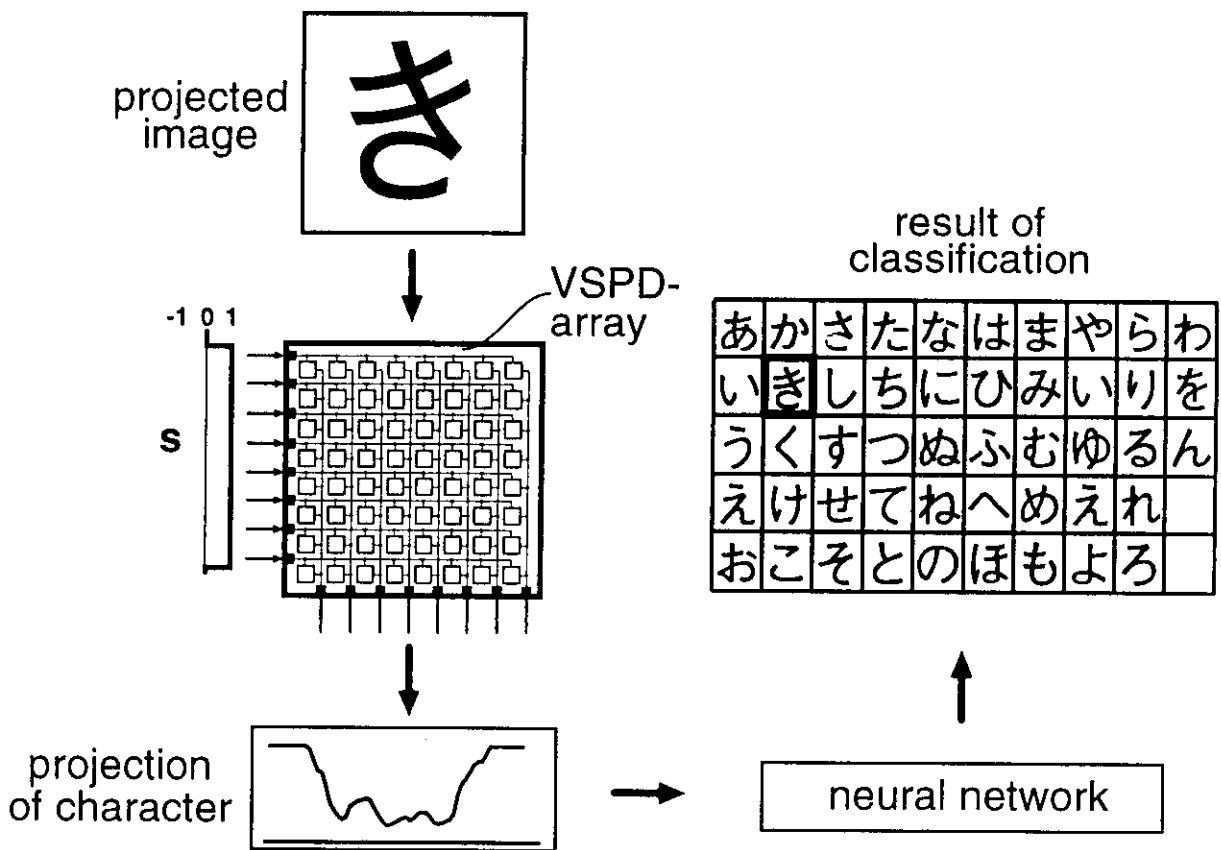 projected
image
き
VSPD-
array
-1 0 1
S
projection
of character
neural network
result of
classification
あ か さ た な は ま や ら わ
い き し ち に ひ み い り を
う く す つ ぬ ふ む ゆ る ん
え け せ て ね へ め え れ
お こ そ と の ほ も よ ろ